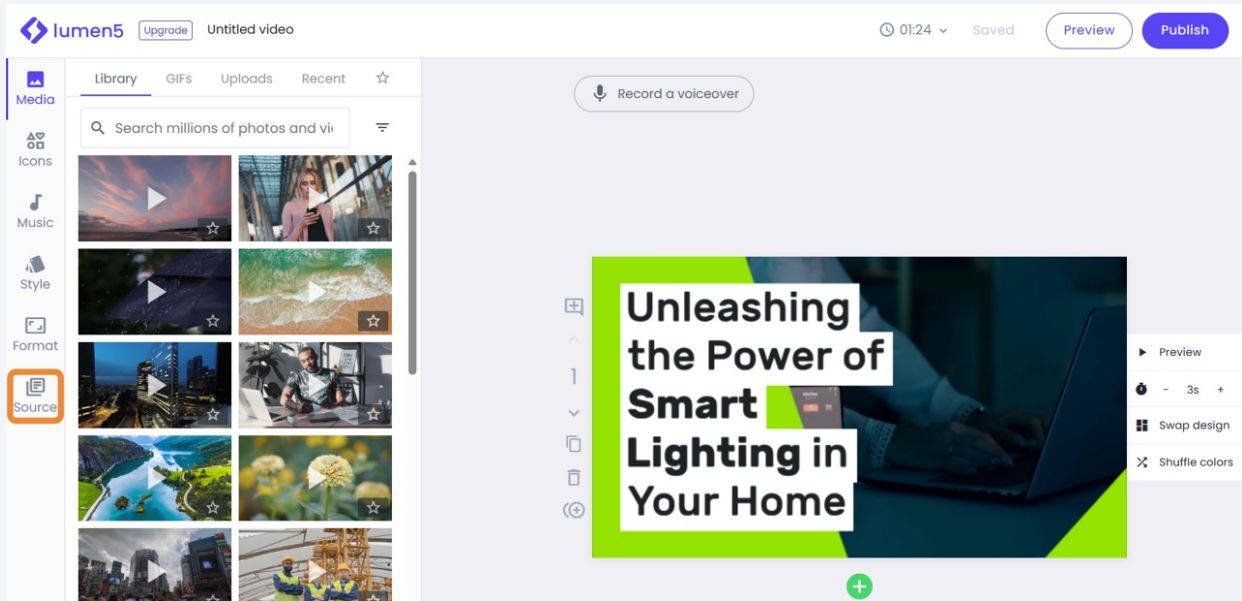 lumen5 Upgrade Untitled video 01:24 Saved Preview Publish
Media
Icons
Music
Style
Format
Source
Library GIFs Uploads Recent
Search millions of photos and vi
Record a voiceover
1
Unleashing
the Power of
Smart
Lighting in
Your Home
Preview
- 3s +
Swap design
Shuffle colors